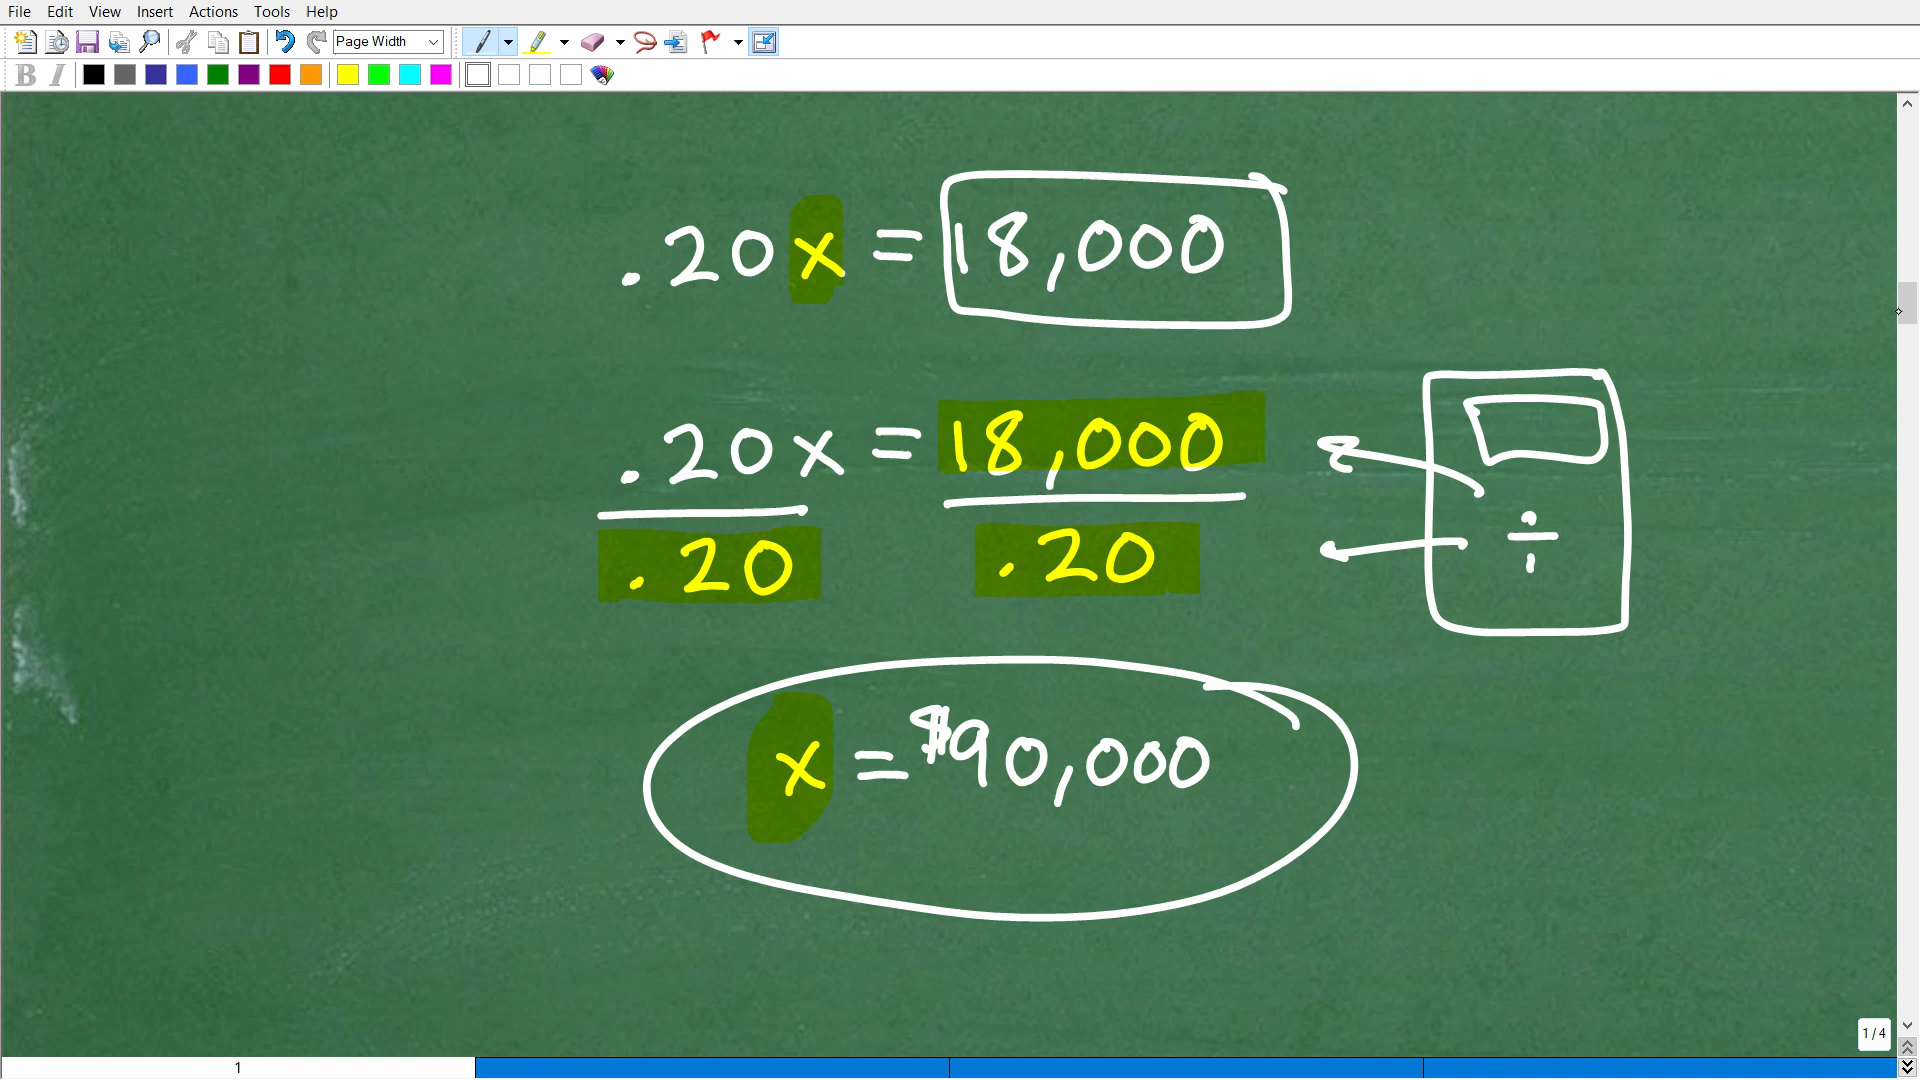 File Edit View Insert Actions Tools Help
Page Width
B I
.20x = 18,000
.20x = 18,000
.20 .20
÷
x = $90,000
1 / 4
1